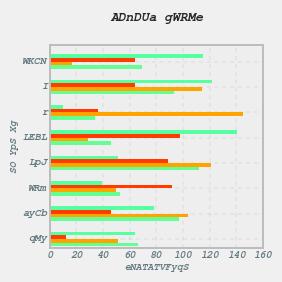 ADnDUa gWRMe
WKCN
I
r
LEBL
LpJ
WRm
ayCb
qMy
so Yps Xg
0 20 40 60 80 100 120 140 160
eNATATVFyqS